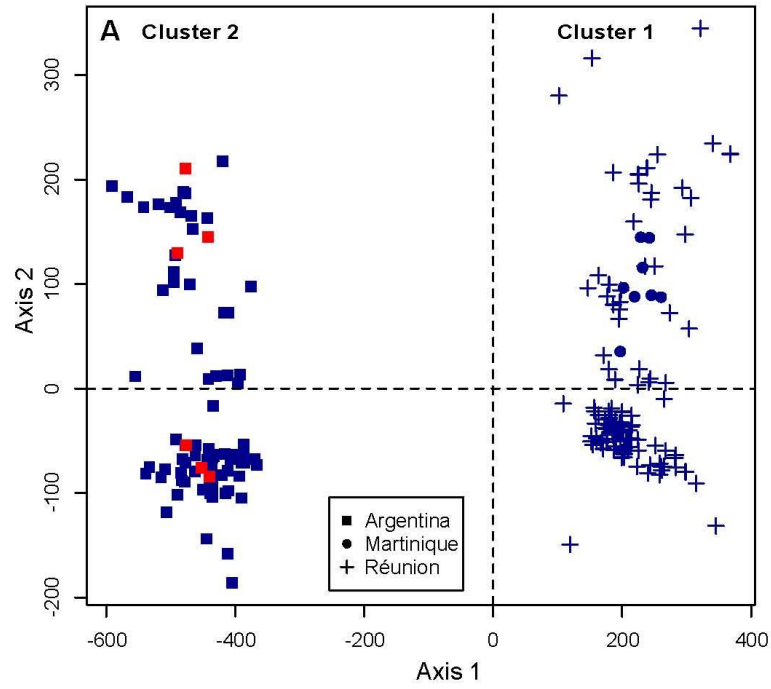 A Cluster 2 Cluster 1
300
200
100
0
-100
-200
Axis 2
Argentina
Martinique
Réunion
-600 -400 -200 0 200 400
Axis 1